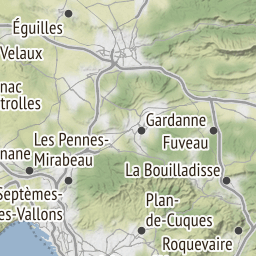 Éguilles
Velaux
nac
trolles
Gardanne
Fuveau
Les Pennes-
Mirabeau
nane
La Bouilladisse
Septèmes-
es-Vallons
Plan-
de-Cuques
Roquevaire